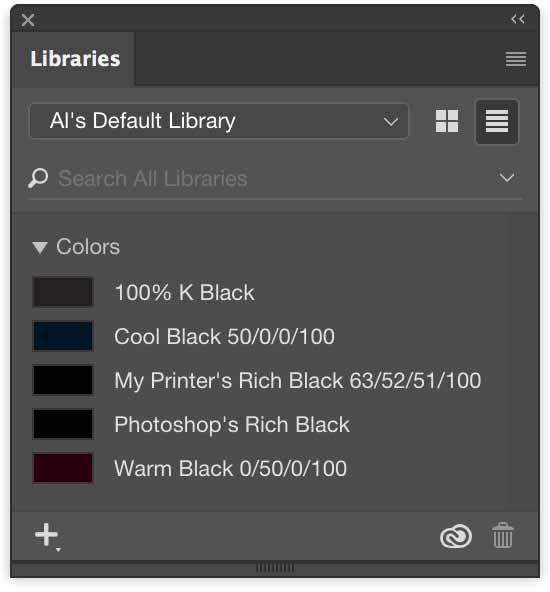 Libraries
Al's Default Library
Search All Libraries
Colors
100% K Black
Cool Black 50/0/0/100
My Printer's Rich Black 63/52/51/100
Photoshop's Rich Black
Warm Black 0/50/0/100